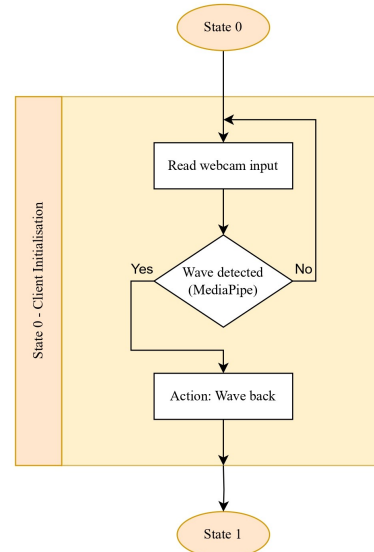 State 0
State 0 - Client Initialisation
Read webcam input
Wave detected
(MediaPipe)
Yes
No
Action: Wave back
State 1